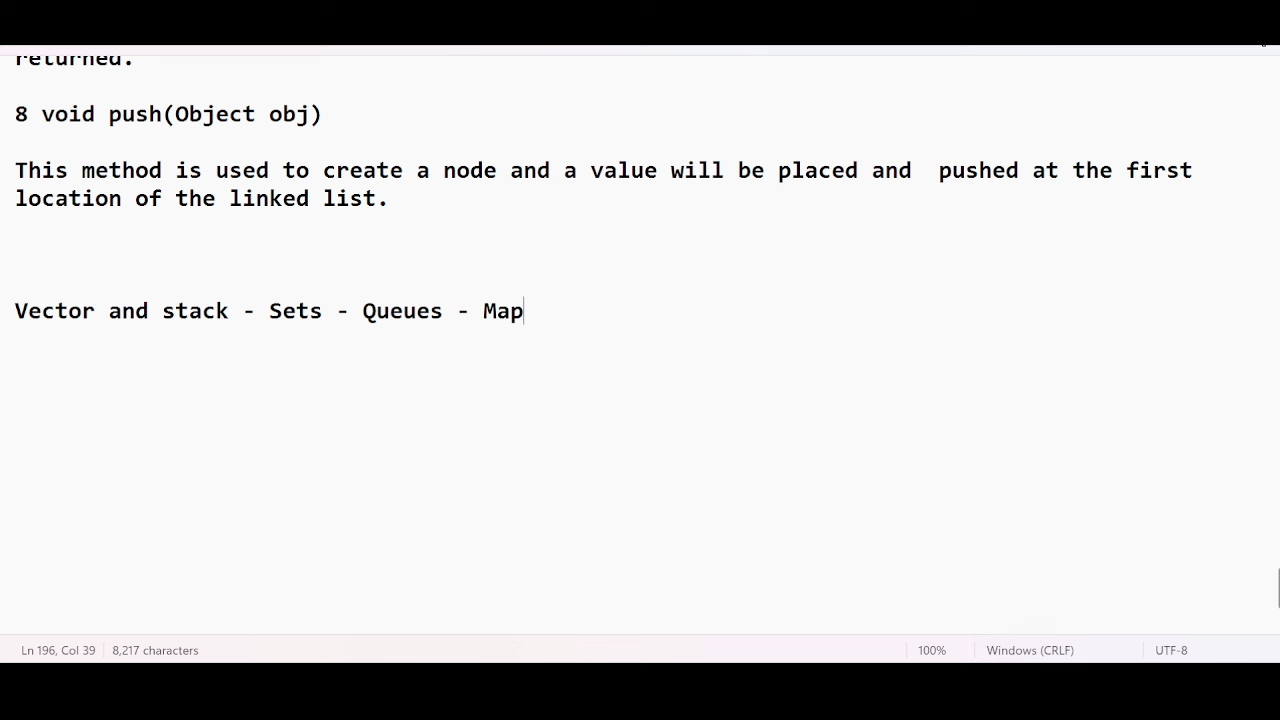 returned.
8 void push(Object obj)
This method is used to create a node and a value will be placed and  pushed at the first
location of the linked list.
Vector and stack - Sets - Queues - Map
Ln 196, Col 39 8,217 characters 100% Windows (CRLF) UTF-8